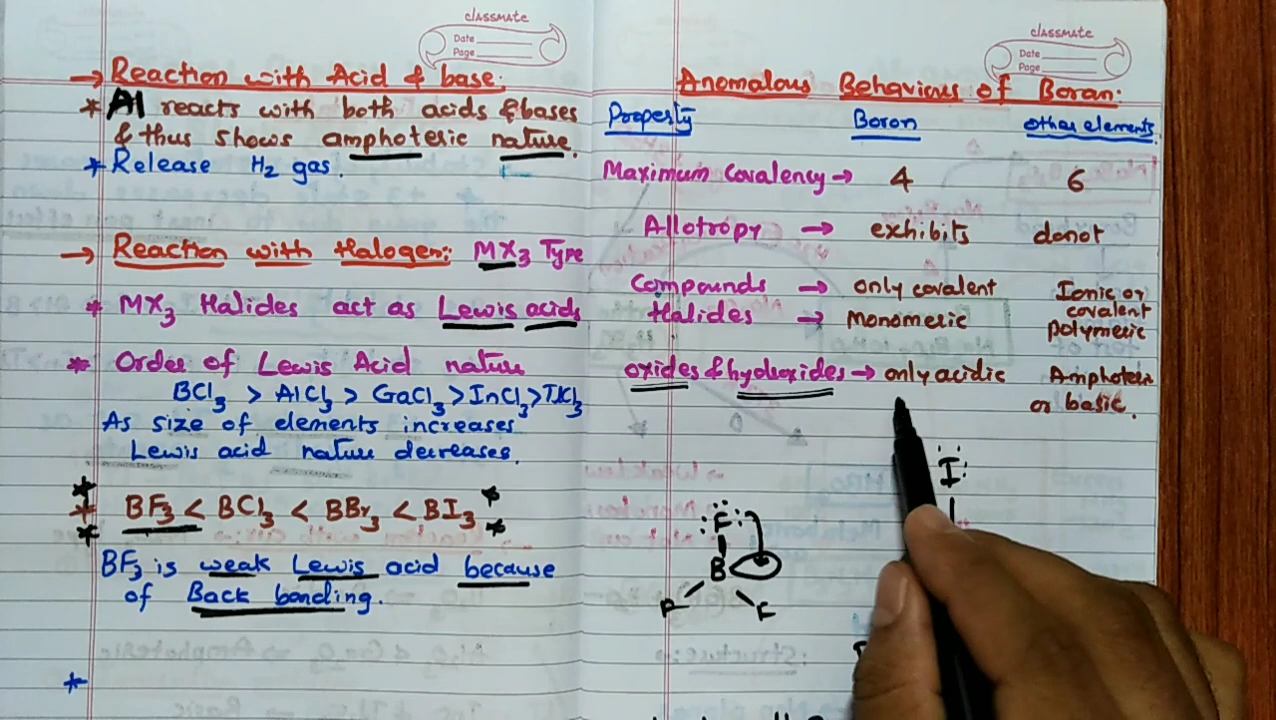 classmate
Date
Page
→ Reaction with Acid & base:
* Al reacts with both acids & bases
& thus shows amphoteric nature.
* Release H₂ gas.
→ Reaction with Halogen: MX₃ Type
* MX₃ Halides act as Lewis acids
* Order of Lewis Acid nature
BCl₃ > AlCl₃ > GaCl₃ > InCl₃ > TlCl₃
As size of elements increases
Lewis acid nature decreases.
* BF₃ < BCl₃ < BBr₃ < BI₃ *
BF₃ is weak Lewis acid because
of Back bonding.
*
classmate
Date
Page
Anomalous Behaviours of Boran:
Property Boron other elements
Maximum Covalency → 4 6
Allotropy → exhibits donot
Compounds → only covalent Ionic or
covalent
Halides → Monomeric polymeric
oxides & hydroxides → only acidic Amphoteric
or basic.
I
F
B
F F